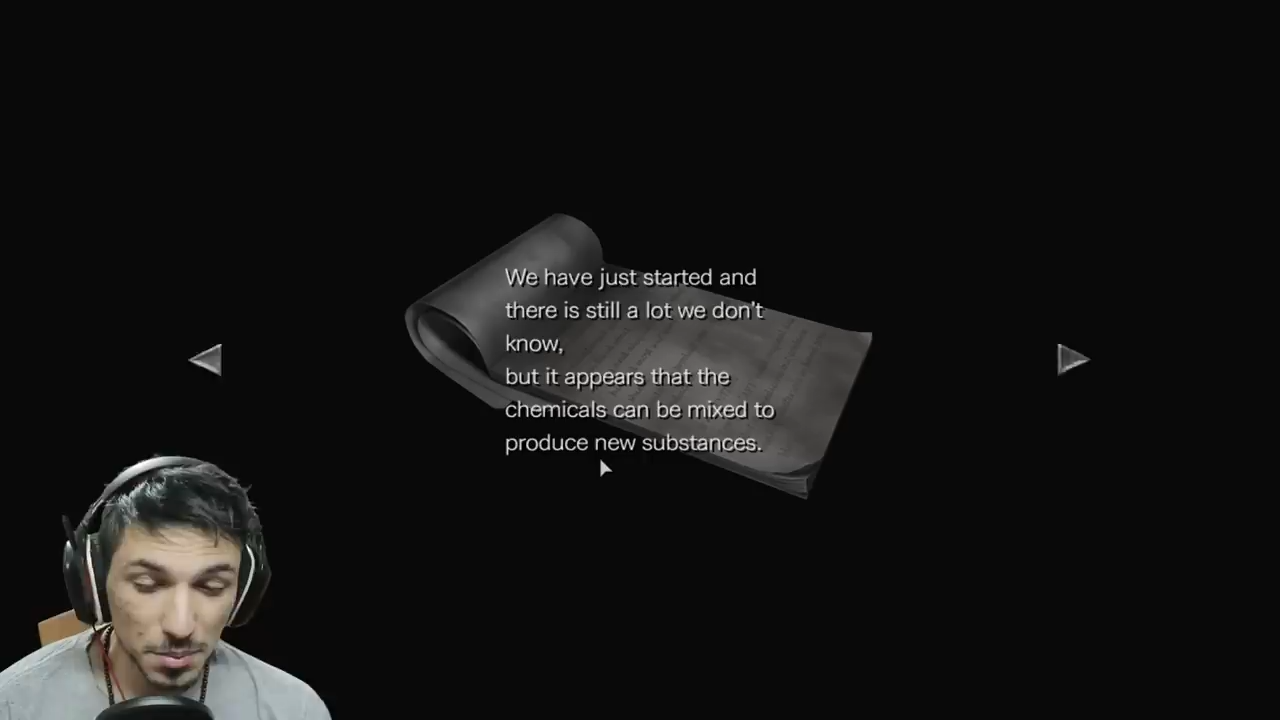 We have just started and
there is still a lot we don't
know,
but it appears that the
chemicals can be mixed to
produce new substances.